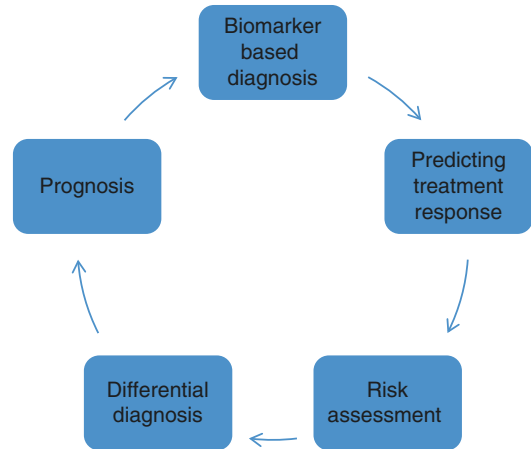 Biomarker
based
diagnosis
Predicting
treatment
response
Risk
assessment
Differential
diagnosis
Prognosis